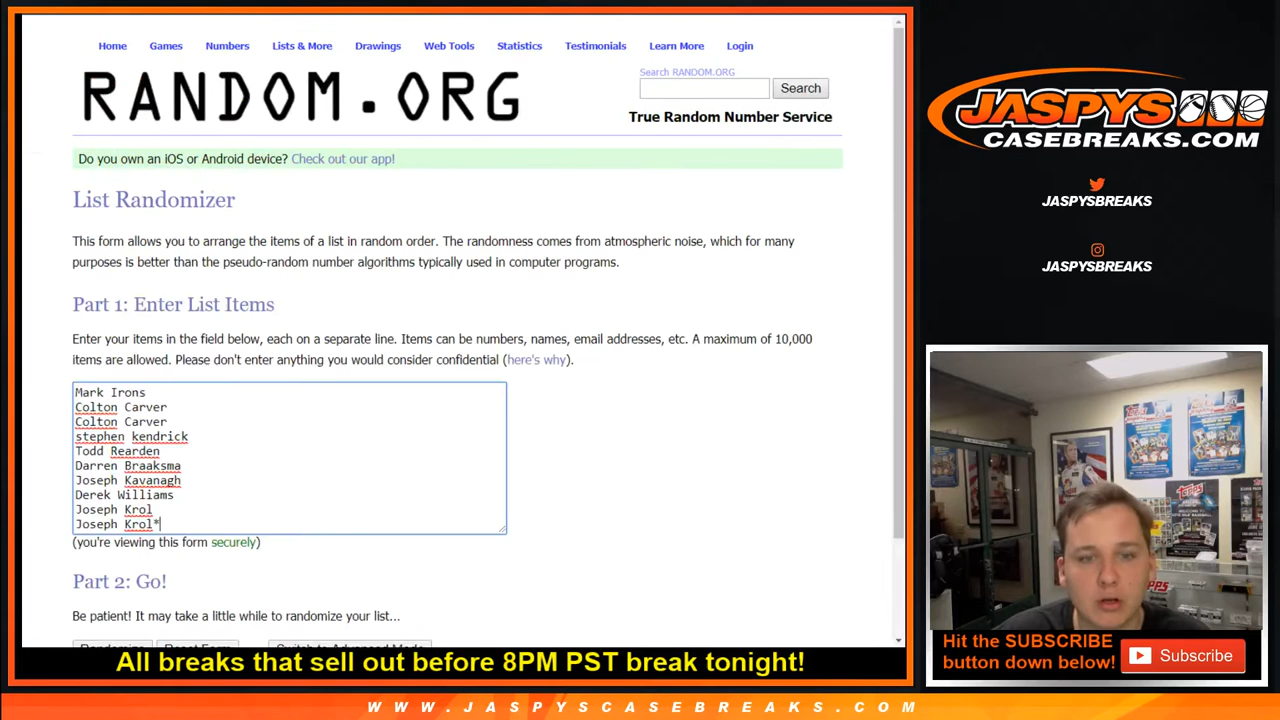 Home Games Numbers Lists & More Drawings Web Tools Statistics Testimonials Learn More Login
RANDOM.ORG
Search RANDOM.ORG
Search
True Random Number Service
Do you own an iOS or Android device? Check out our app!
List Randomizer
This form allows you to arrange the items of a list in random order. The randomness comes from atmospheric noise, which for many
purposes is better than the pseudo-random number algorithms typically used in computer programs.
Part 1: Enter List Items
Enter your items in the field below, each on a separate line. Items can be numbers, names, email addresses, etc. A maximum of 10,000
items are allowed. Please don't enter anything you would consider confidential (here's why).
Mark Irons
Colton Carver
Colton Carver
stephen kendrick
Todd Rearden
Darren Braaksma
Joseph Kavanagh
Derek Williams
Joseph Krol
Joseph Krol*
(you're viewing this form securely)
Part 2: Go!
Be patient! It may take a little while to randomize your list...
Randomize Reset Form Switch to Advanced Mode
All breaks that sell out before 8PM PST break tonight!
WWW.JASPYSCASEBREAKS.COM
JASPYS
CASEBREAKS.COM
JASPYSBREAKS
JASPYSBREAKS
TOPPS
Hit the SUBSCRIBE
button down below!
Subscribe